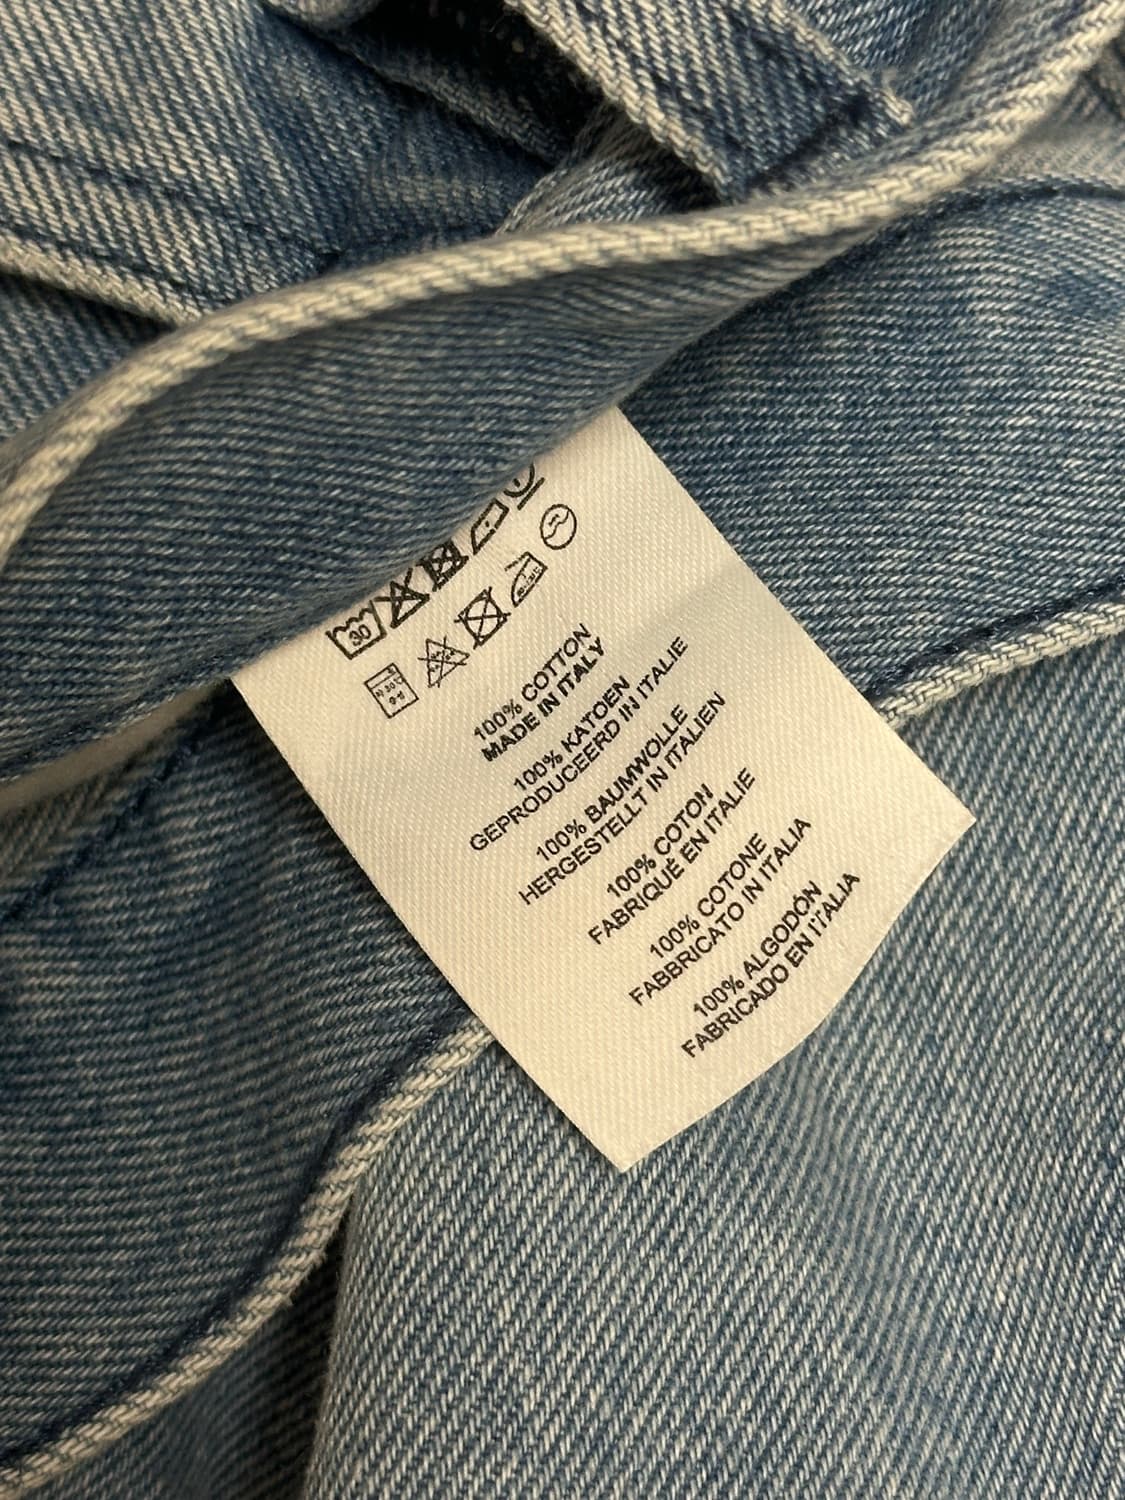 30
100% COTTON
MADE IN ITALY
100% KATOEN
GEPRODUCEERD IN ITALIE
100% BAUMWOLLE
HERGESTELLT IN ITALIEN
100% COTON
FABRIQUÉ EN ITALIE
100% COTONE
FABBRICATO IN ITALIA
100% ALGODÓN
FABRICADO EN ITALIA